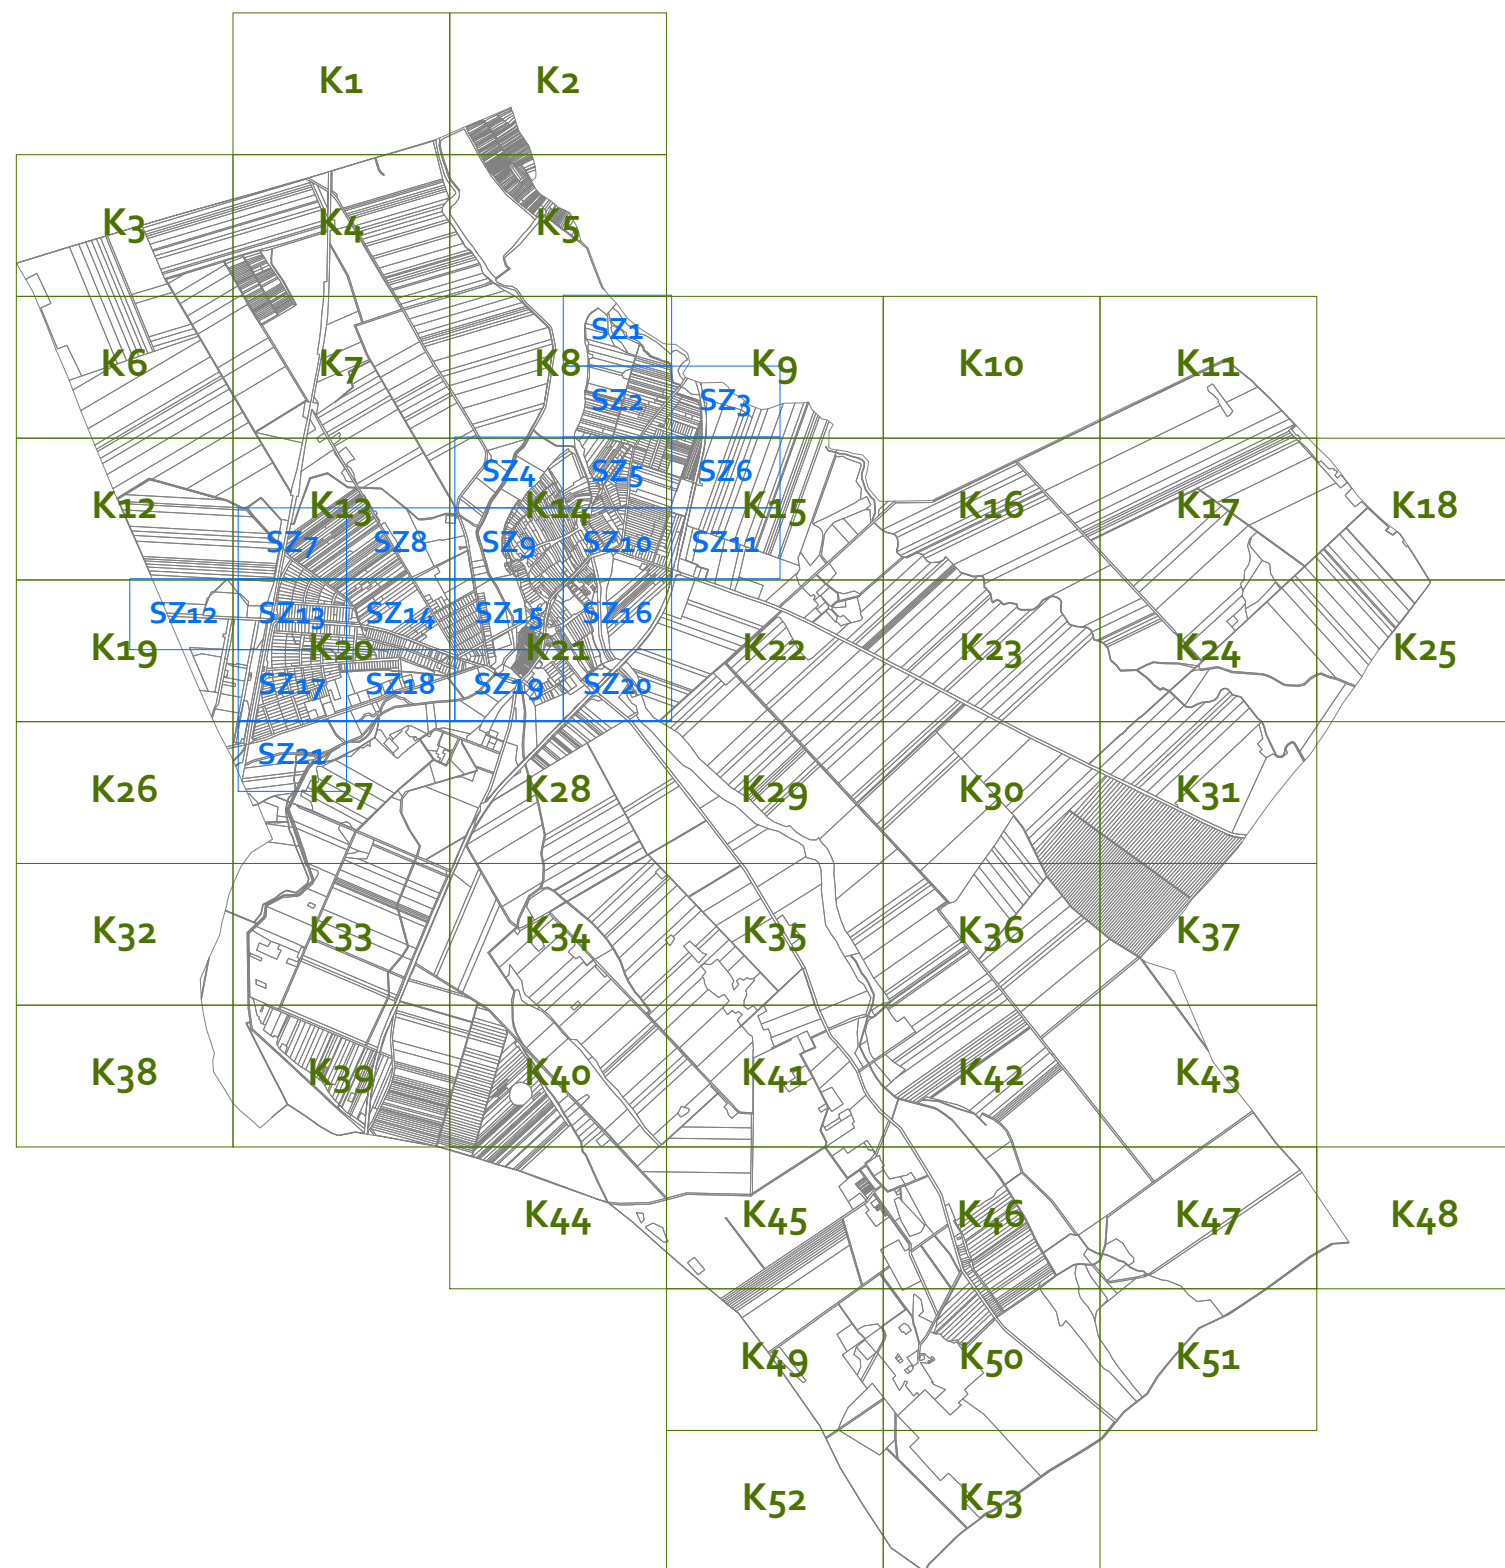 K1 K2
K3 K4 K5
SZ1
K6 K7 K8 K9 K10 K11
SZ2 SZ3
SZ4 SZ5 SZ6
K12 K13 K14 K15 K16 K17 K18
SZ7 SZ8 SZ9 SZ10 SZ11
SZ12 SZ13 SZ14 SZ15 SZ16
K19 K20 K21 K22 K23 K24 K25
SZ17 SZ18 SZ19 SZ20
SZ21
K26 K27 K28 K29 K30 K31
K32 K33 K34 K35 K36 K37
K38 K39 K40 K41 K42 K43
K44 K45 K46 K47 K48
K49 K50 K51
K52 K53